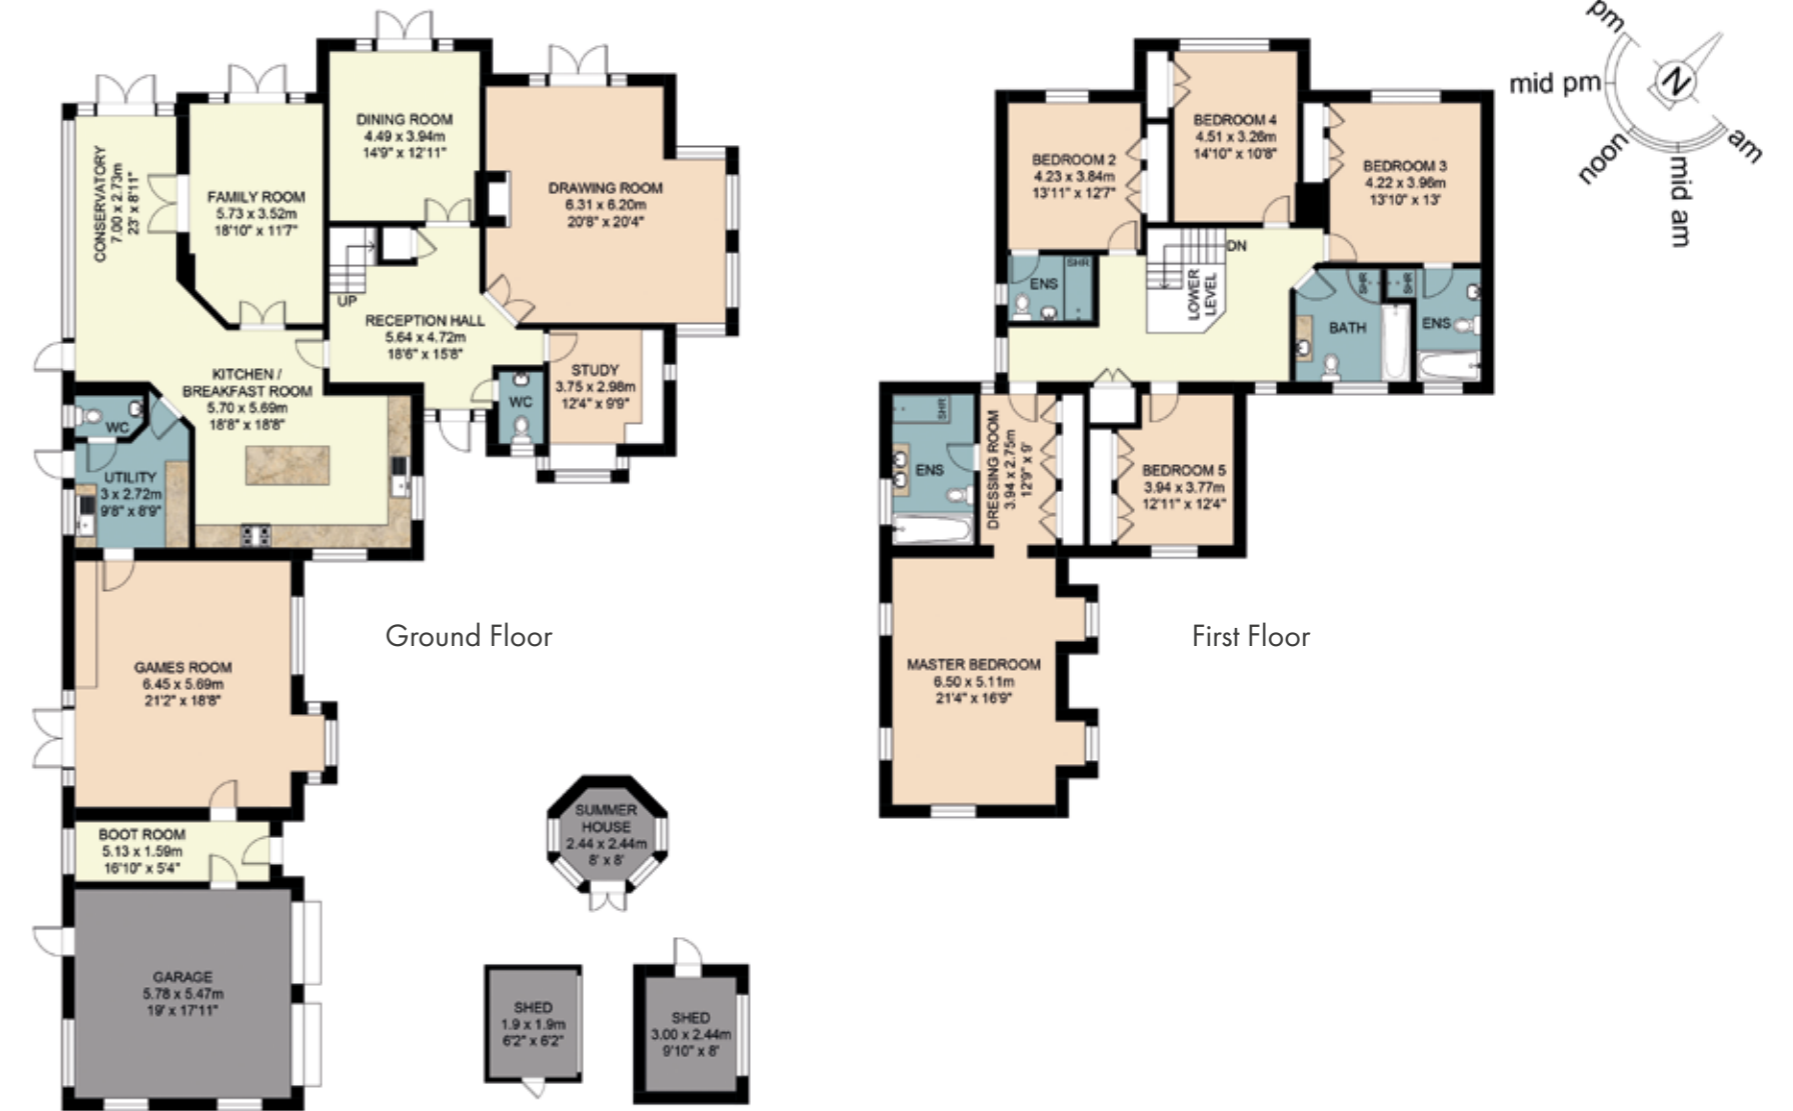 CONSERVATORY
7.00 x 2.73m
23' x 8'11"
FAMILY ROOM
5.73 x 3.52m
18'10" x 11'7"
DINING ROOM
4.49 x 3.94m
14'9" x 12'11"
DRAWING ROOM
6.31 x 6.20m
20'8" x 20'4"
UP
RECEPTION HALL
5.64 x 4.72m
18'6" x 15'8"
STUDY
3.75 x 2.98m
12'4" x 9'9"
WC
KITCHEN /
BREAKFAST ROOM
5.70 x 5.69m
18'8" x 18'8"
WC
UTILITY
3 x 2.72m
9'8" x 8'9"
GAMES ROOM
6.45 x 5.69m
21'2" x 18'8"
Ground Floor
BOOT ROOM
5.13 x 1.59m
16'10" x 5'4"
GARAGE
5.78 x 5.47m
19' x 17'11"
SUMMER
HOUSE
2.44 x 2.44m
8' x 8'
SHED
1.9 x 1.9m
6'2" x 6'2"
SHED
3.00 x 2.44m
9'10" x 8'
BEDROOM 2
4.23 x 3.84m
13'11" x 12'7"
BEDROOM 4
4.51 x 3.26m
14'10" x 10'8"
BEDROOM 3
4.22 x 3.96m
13'10" x 13'
DN
LOWER
LEVEL
ENS
SHR
BATH
SHR
SHR
ENS
ENS
SHR
DRESSING ROOM
3.94 x 2.75m
12'9" x 9'
BEDROOM 5
3.94 x 3.77m
12'11" x 12'4"
MASTER BEDROOM
6.50 x 5.11m
21'4" x 16'9"
First Floor
pm
mid pm
noon
mid am
am
N